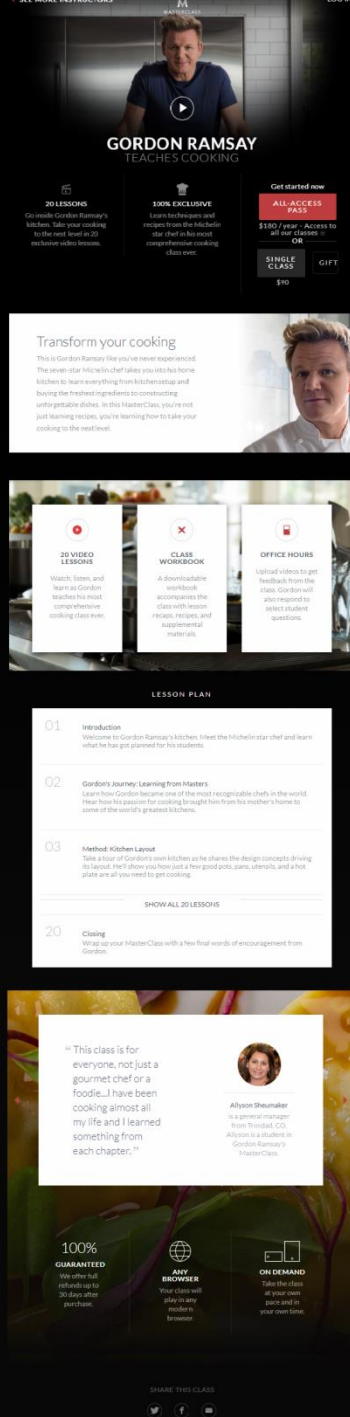 SEE MORE INSTRUCTORS
M
MASTERCLASS
LOG IN
GORDON RAMSAY
TEACHES COOKING
20 LESSONS
Go inside Gordon Ramsay's
kitchen. Take your cooking
to the next level in 20
exclusive video lessons.
100% EXCLUSIVE
Learn techniques and
recipes from the Michelin
star chef in his most
comprehensive cooking
class ever.
Get started now
ALL-ACCESS
PASS
$180 / year - Access to
all our classes
OR
SINGLE
CLASS
GIFT
$90
Transform your cooking
This is Gordon Ramsay like you've never experienced.
The seven-star Michelin chef takes you into his home
kitchen to learn everything from kitchen setup and
buying the freshest ingredients to constructing
unforgettable dishes. In this MasterClass, you're not
just learning recipes, you're learning how to take your
cooking to the next level.
20 VIDEO
LESSONS
Watch, listen, and
learn as Gordon
teaches his most
comprehensive
cooking class ever.
CLASS
WORKBOOK
A downloadable
workbook
accompanies the
class with lesson
recaps, recipes, and
supplemental
materials.
OFFICE HOURS
Upload videos to get
feedback from the
class. Gordon will
also respond to
select student
questions.
LESSON PLAN
01
Introduction
Welcome to Gordon Ramsay's kitchen. Meet the Michelin star chef and learn
what he has got planned for his students.
02
Gordon's Journey: Learning from Masters
Learn how Gordon became one of the most recognizable chefs in the world.
Hear how his passion for cooking brought him from his mother's home to
some of the world's greatest kitchens.
03
Method: Kitchen Layout
Take a tour of Gordon's own kitchen as he shares the design concepts driving
its layout. He'll show you how just a few good pots, pans, utensils, and a hot
plate are all you need to get cooking.
SHOW ALL 20 LESSONS
20
Closing
Wrap up your MasterClass with a few final words of encouragement from
Gordon.
" This class is for
everyone, not just a
gourmet chef or a
foodie...I have been
cooking almost all
my life and I learned
something from
each chapter. "
Allyson Sheumaker
is a general manager
from Trinidad, CO.
Allyson is a student in
Gordon Ramsay's
MasterClass.
100%
GUARANTEED
We offer full
refunds up to
30 days after
purchase.
ANY
BROWSER
Your class will
play in any
modern
browser.
ON DEMAND
Take the class
at your own
pace and in
your own time.
SHARE THIS CLASS